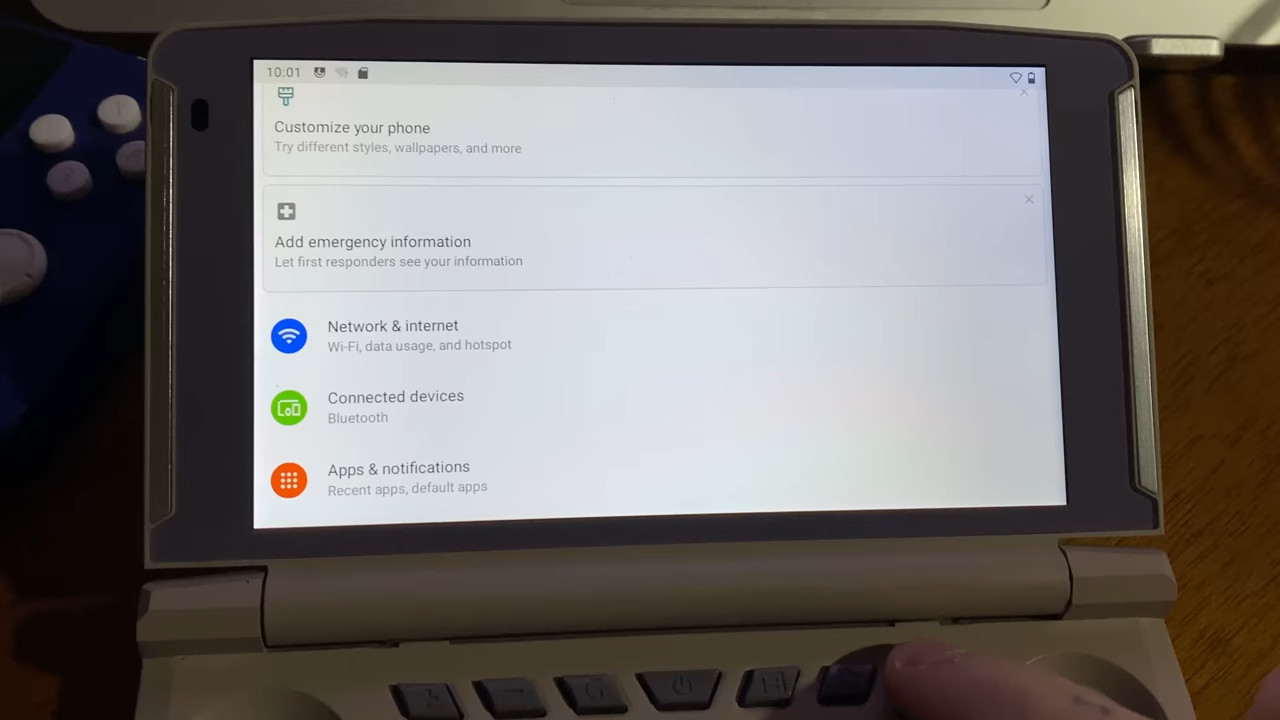 10:01
Customize your phone
Try different styles, wallpapers, and more
Add emergency information
Let first responders see your information
Network & internet
Wi-Fi, data usage, and hotspot
Connected devices
Bluetooth
Apps & notifications
Recent apps, default apps